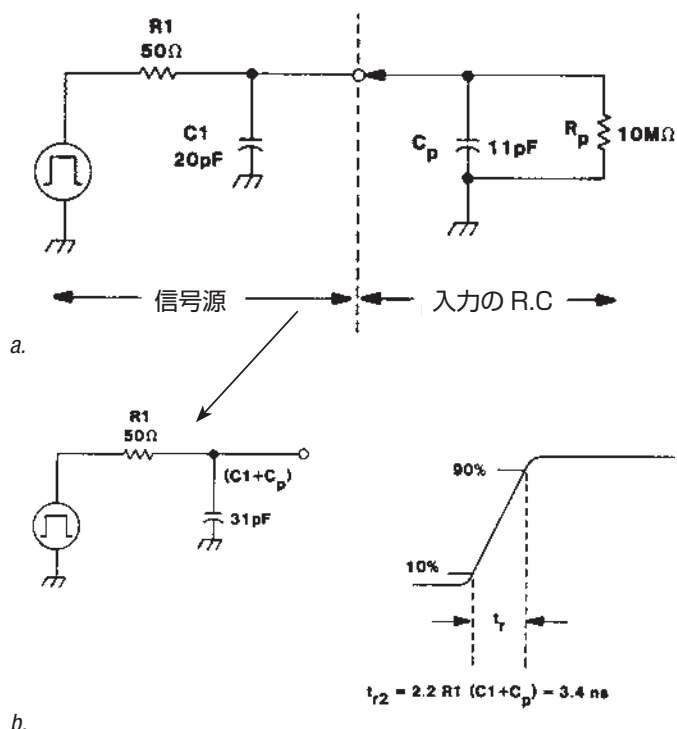 R1
50Ω
C1
20pF
Cp
11pF
Rp
10MΩ
信号源
入力の R.C
a.
R1
50Ω
(C1+Cp)
31pF
90%
10%
tr
tr2 = 2.2 R1 (C1+Cp) = 3.4 ns
b.